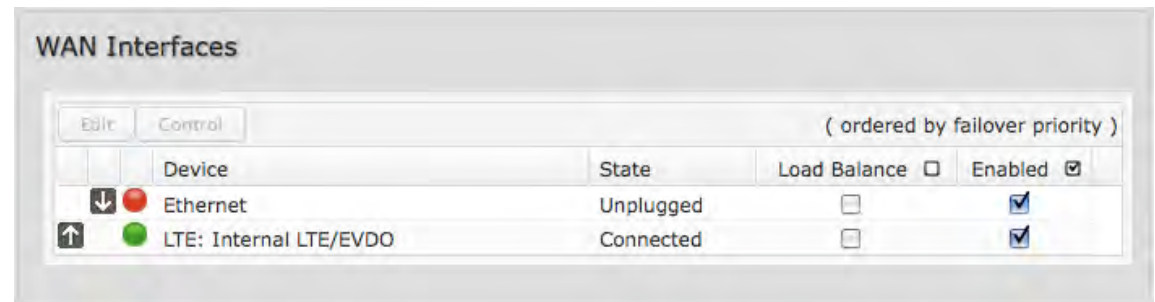 WAN Interfaces
Edit Control ( ordered by failover priority )
Device State Load Balance Enabled
Ethernet Unplugged
LTE: Internal LTE/EVDO Connected